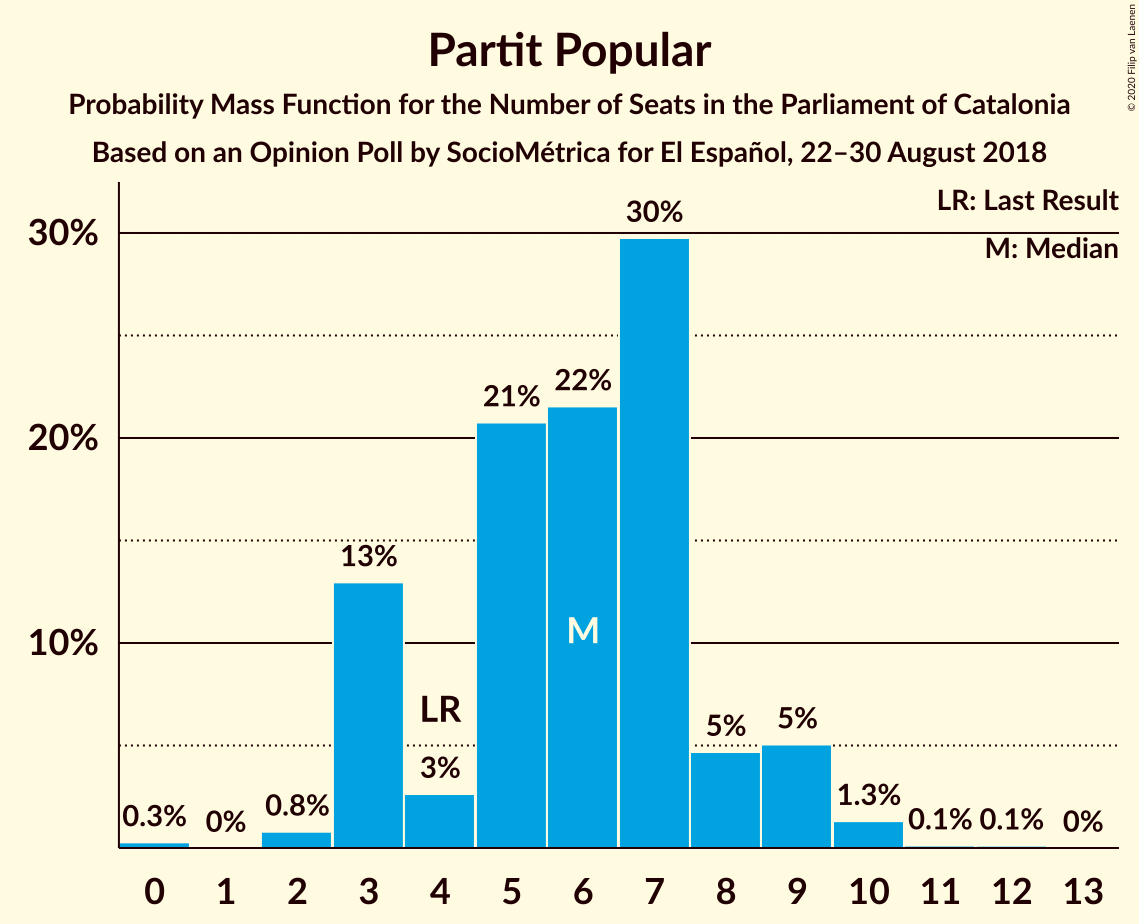 Partit Popular
Probability Mass Function for the Number of Seats in the Parliament of Catalonia
Based on an Opinion Poll by SocioMétrica for El Español, 22–30 August 2018
© 2020 Filip van Laenen
LR: Last Result
M: Median
30%
20%
10%
0.3%
0%
0.8%
13%
LR
3%
21%
22%
M
30%
5%
5%
1.3%
0.1%
0.1%
0%
0 1 2 3 4 5 6 7 8 9 10 11 12 13